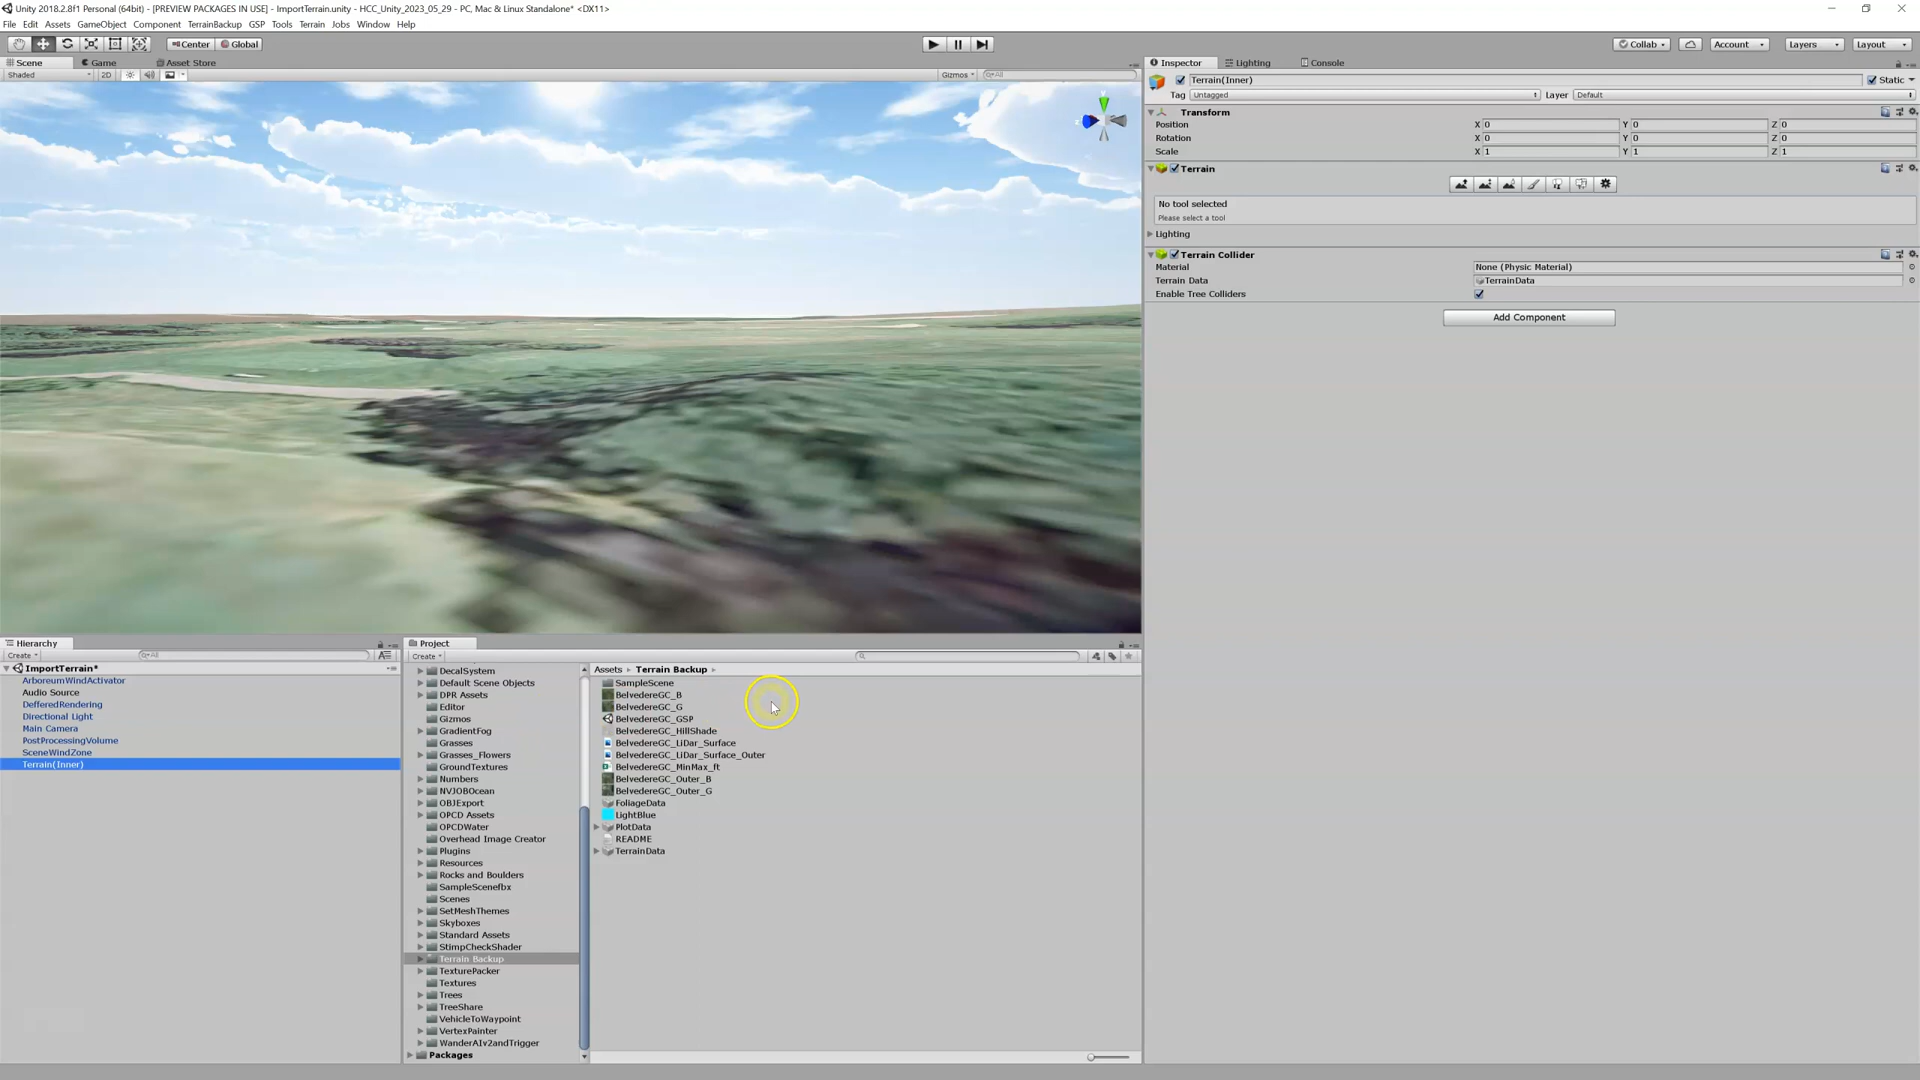 Unity 2018.2.8f1 Personal (64bit) - [PREVIEW PACKAGES IN USE] - ImportTerrain.unity - HCC_Unity_2023_05_29 - PC, Mac & Linux Standalone* <DX11>
File Edit Assets GameObject Component TerrainBackup GSP Tools Terrain Jobs Window Help
Center Global Collab Account Layers Layout
Scene Game Asset Store
Shaded 2D Gizmos All
Inspector Lighting Console
Terrain(Inner) Static
Tag Untagged Layer Default
Transform
Position X 0 Y 0 Z 0
Rotation X 0 Y 0 Z 0
Scale X 1 Y 1 Z 1
Terrain
No tool selected
Please select a tool
Lighting
Terrain Collider
Material None (Physic Material)
Terrain Data TerrainData
Enable Tree Colliders
Add Component
Hierarchy
Create All
ImportTerrain*
ArboreumWindActivator
Audio Source
DefferedRendering
Directional Light
Main Camera
PostProcessingVolume
SceneWindZone
Terrain(Inner)
Project
Create
DecalSystem
Default Scene Objects
DPR Assets
Editor
Gizmos
GradientFog
Grasses
Grasses_Flowers
GroundTextures
Numbers
NVJOBOcean
OBJExport
OPCD Assets
OPCDWater
Overhead Image Creator
Plugins
Resources
Rocks and Boulders
SampleScenefbx
Scenes
SetMeshThemes
Skyboxes
Standard Assets
StimpCheckShader
Terrain Backup
TexturePacker
Textures
Trees
TreeShare
VehicleToWaypoint
VertexPainter
WanderAIv2andTrigger
Packages
Assets Terrain Backup
SampleScene
BelvedereGC_B
BelvedereGC_G
BelvedereGC_GSP
BelvedereGC_HillShade
BelvedereGC_LiDar_Surface
BelvedereGC_LiDar_Surface_Outer
BelvedereGC_MinMax_ft
BelvedereGC_Outer_B
BelvedereGC_Outer_G
FoliageData
LightBlue
PlotData
README
TerrainData